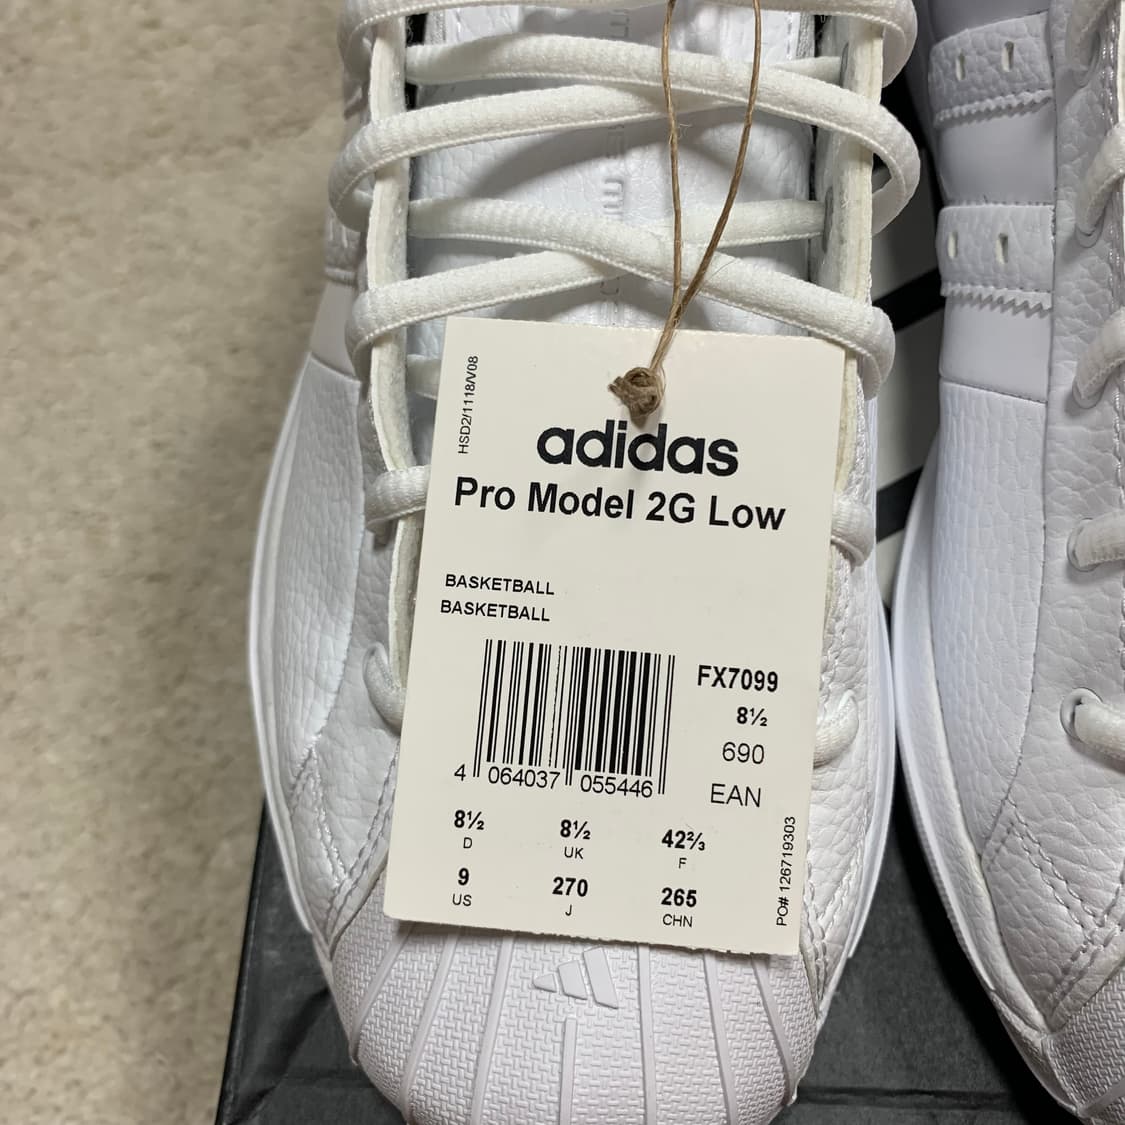 HSD2/1118/V08
adidas
Pro Model 2G Low
BASKETBALL
BASKETBALL
FX7099
8½
690
EAN
4 064037 055446
8½ 8½ 42⅔
D UK F
9 270 265
US J CHN
PO# 126719303